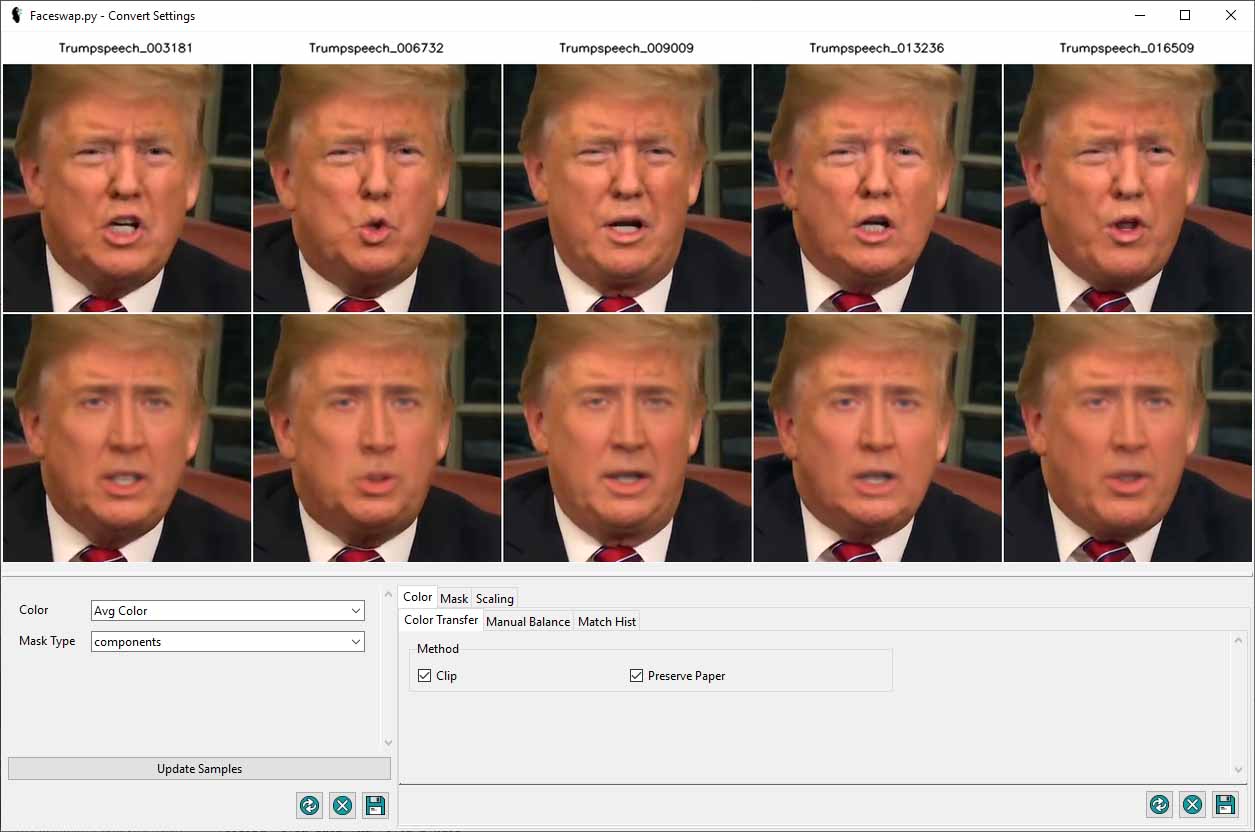 Faceswap.py - Convert Settings
Trumpspeech_003181 Trumpspeech_006732 Trumpspeech_009009 Trumpspeech_013236 Trumpspeech_016509
Color Avg Color
Mask Type components
Update Samples
Color Mask Scaling
Color Transfer Manual Balance Match Hist
Method
Clip Preserve Paper